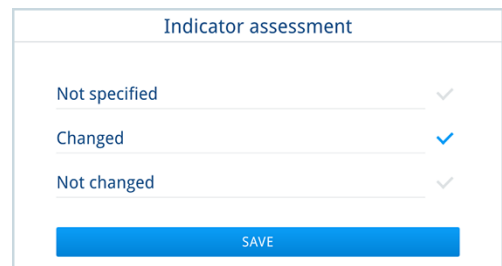 Indicator assessment
Not specified
Changed
Not changed
SAVE